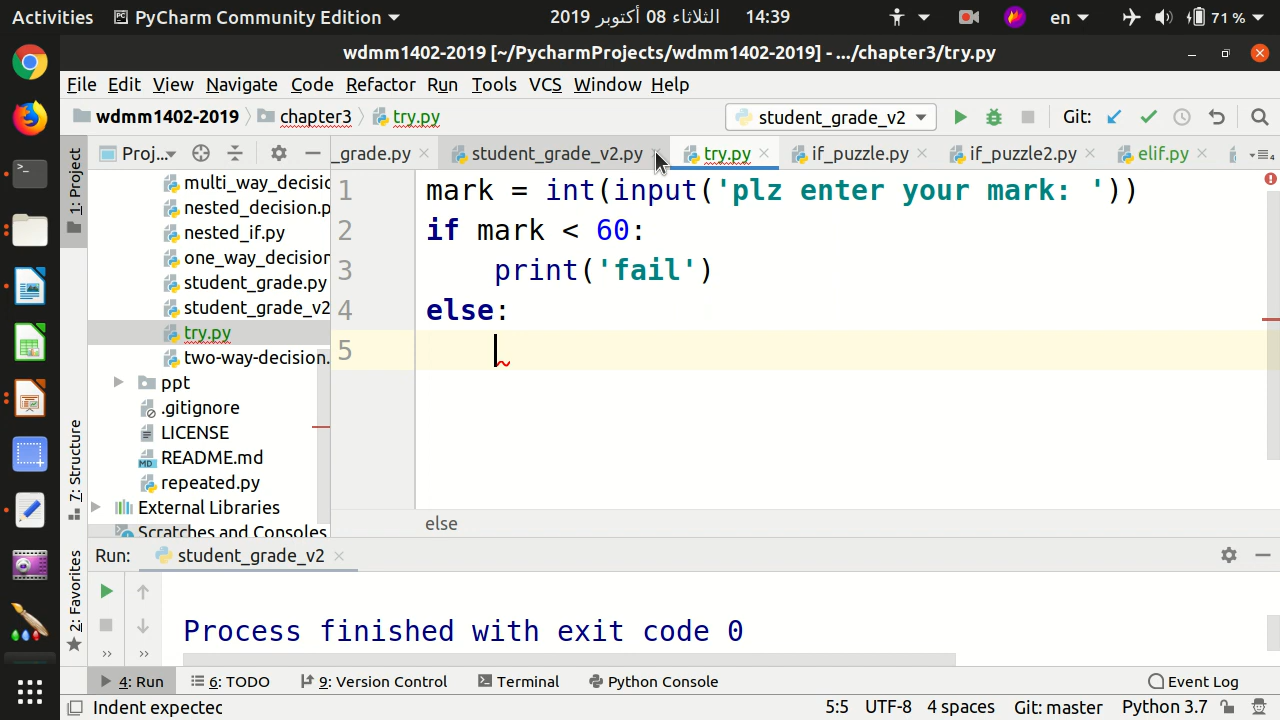 Activities PyCharm Community Edition 2019 الثلاثاء 08 أكتوبر 14:39 en 71 %
wdmm1402-2019 [~/PycharmProjects/wdmm1402-2019] - .../chapter3/try.py
File Edit View Navigate Code Refactor Run Tools VCS Window Help
wdmm1402-2019 chapter3 try.py student_grade_v2 Git:
1: Project
Proj...
_grade.py student_grade_v2.py try.py if_puzzle.py if_puzzle2.py elif.py 4
multi_way_decisic
nested_decision.p
nested_if.py
one_way_decision
student_grade.py
student_grade_v2
try.py
two-way-decision.
ppt
.gitignore
LICENSE
README.md
repeated.py
External Libraries
Scratches and Consoles
1 mark = int(input('plz enter your mark: '))
2 if mark < 60:
3 print('fail')
4 else:
5
else
7: Structure
2: Favorites
Run: student_grade_v2
Process finished with exit code 0
4: Run 6: TODO 9: Version Control Terminal Python Console Event Log
Indent expected 5:5 UTF-8 4 spaces Git: master Python 3.7